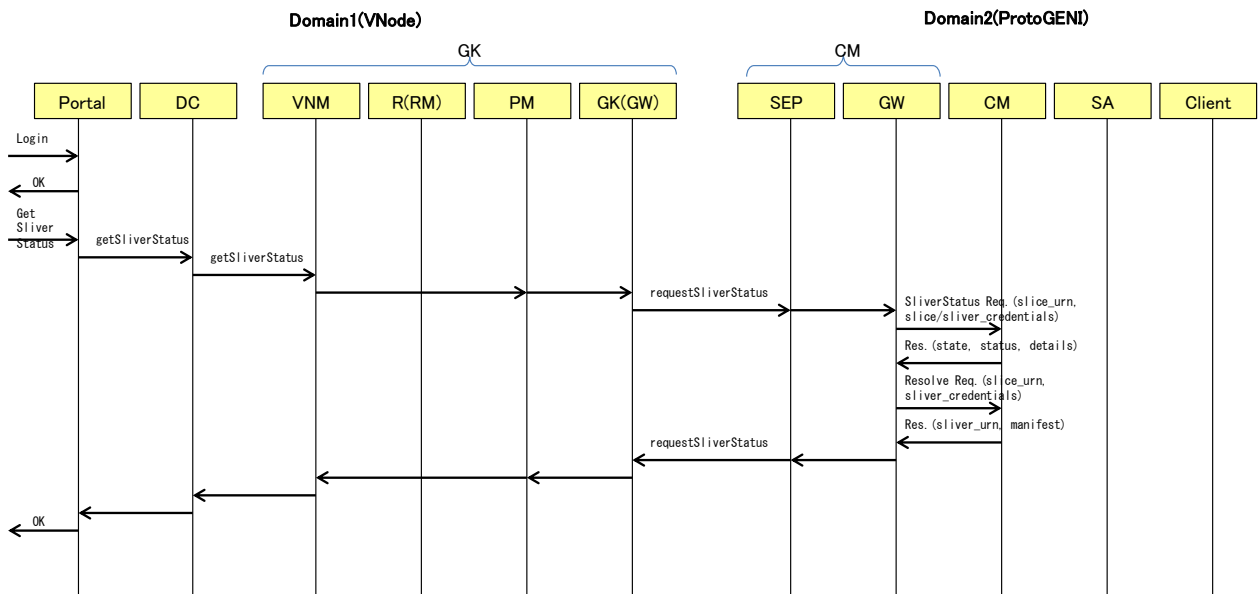 Domain1(VNode)
Domain2(ProtoGENI)
GK
CM
Portal
DC
VNM
R(RM)
PM
GK(GW)
SEP
GW
CM
SA
Client
Login
OK
Get
Sliver
Status
getSliverStatus
getSliverStatus
requestSliverStatus
SliverStatus Req.(slice_urn,
slice/sliver_credentials)
Res.(state, status, details)
Resolve Req.(slice_urn,
sliver_credentials)
Res.(sliver_urn, manifest)
requestSliverStatus
OK